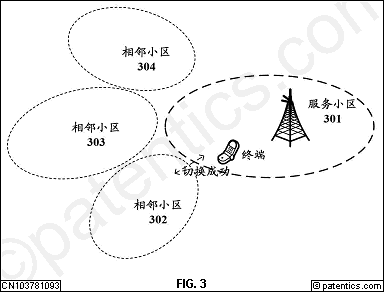 相邻小区
304
服务小区
301
相邻小区
303
终端
切换成功
相邻小区
302
©patentics.com
CN103781093
FIG. 3
©patentics.com